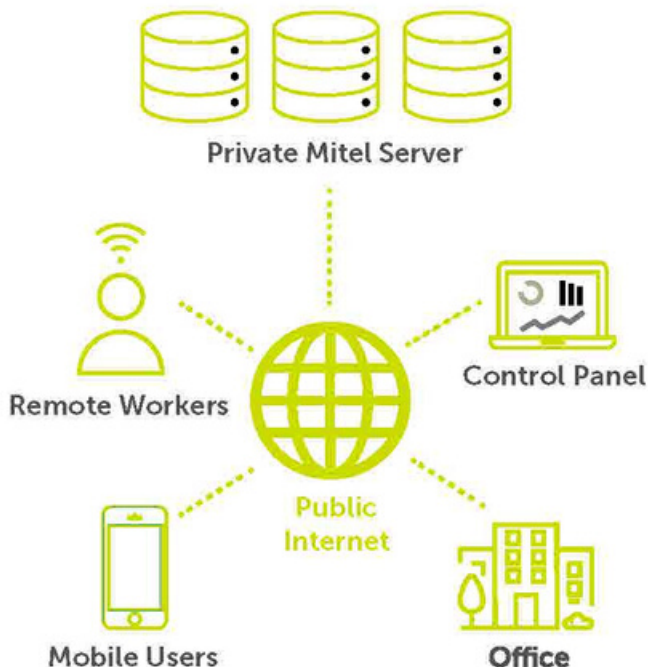 Private Mitel Server
Remote Workers
Control Panel
Public
Internet
Mobile Users
Office